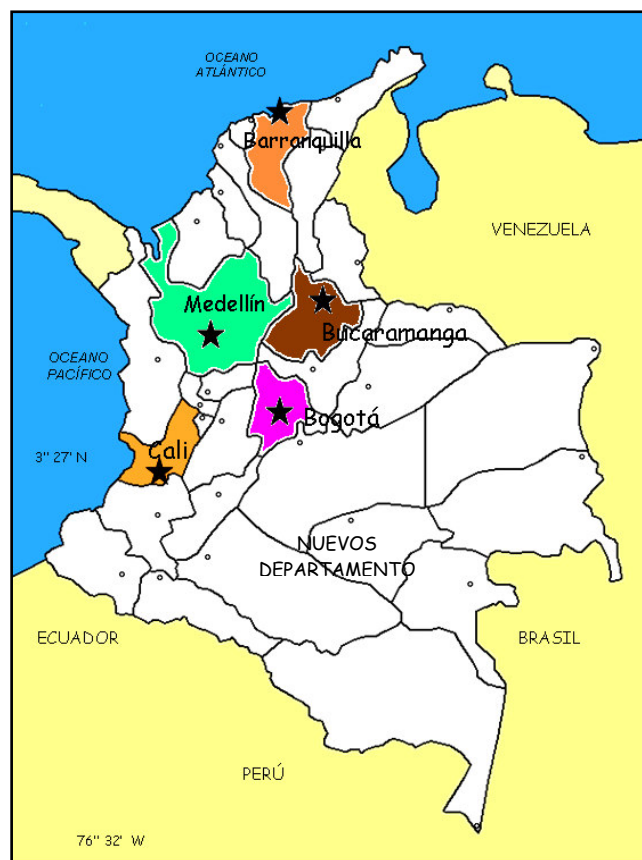 OCEANO
ATLÁNTICO
Barranquilla
VENEZUELA
Medellín
Bucaramanga
OCEANO
PACÍFICO
Bogotá
Cali
3" 27' N
NUEVOS
DEPARTAMENTO
ECUADOR
BRASIL
PERÚ
76" 32' W